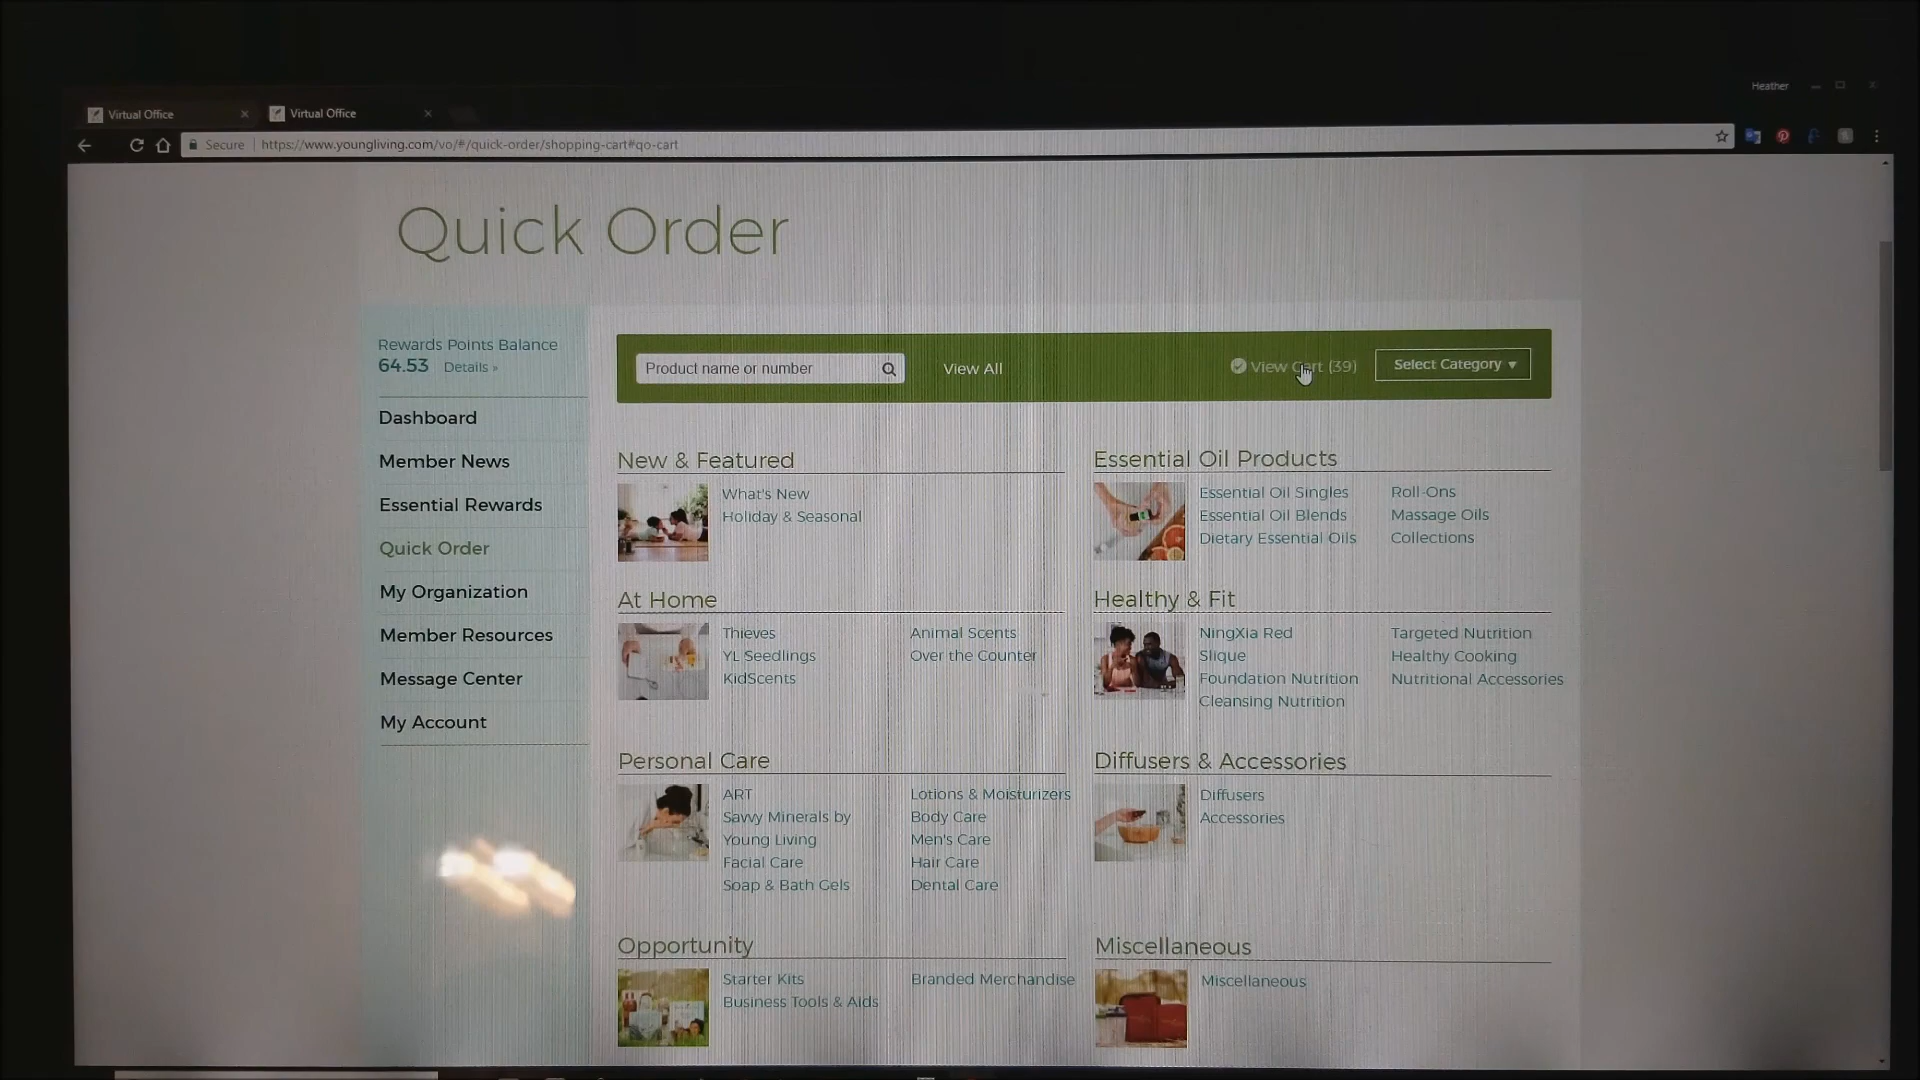 Heather
Virtual Office
Virtual Office
Secure
https://www.youngliving.com/vo/#/quick-order/shopping-cart#qo-cart
Quick Order
Rewards Points Balance
64.53 Details »
Dashboard
Member News
Essential Rewards
Quick Order
My Organization
Member Resources
Message Center
My Account
Product name or number
View All
View Cart (39)
Select Category ▾
New & Featured
What's New
Holiday & Seasonal
Essential Oil Products
Essential Oil Singles
Essential Oil Blends
Dietary Essential Oils
Roll-Ons
Massage Oils
Collections
At Home
Thieves
YL Seedlings
KidScents
Animal Scents
Over the Counter
Healthy & Fit
NingXia Red
Slique
Foundation Nutrition
Cleansing Nutrition
Targeted Nutrition
Healthy Cooking
Nutritional Accessories
Personal Care
ART
Savvy Minerals by
Young Living
Facial Care
Soap & Bath Gels
Lotions & Moisturizers
Body Care
Men's Care
Hair Care
Dental Care
Diffusers & Accessories
Diffusers
Accessories
Opportunity
Starter Kits
Business Tools & Aids
Branded Merchandise
Miscellaneous
Miscellaneous